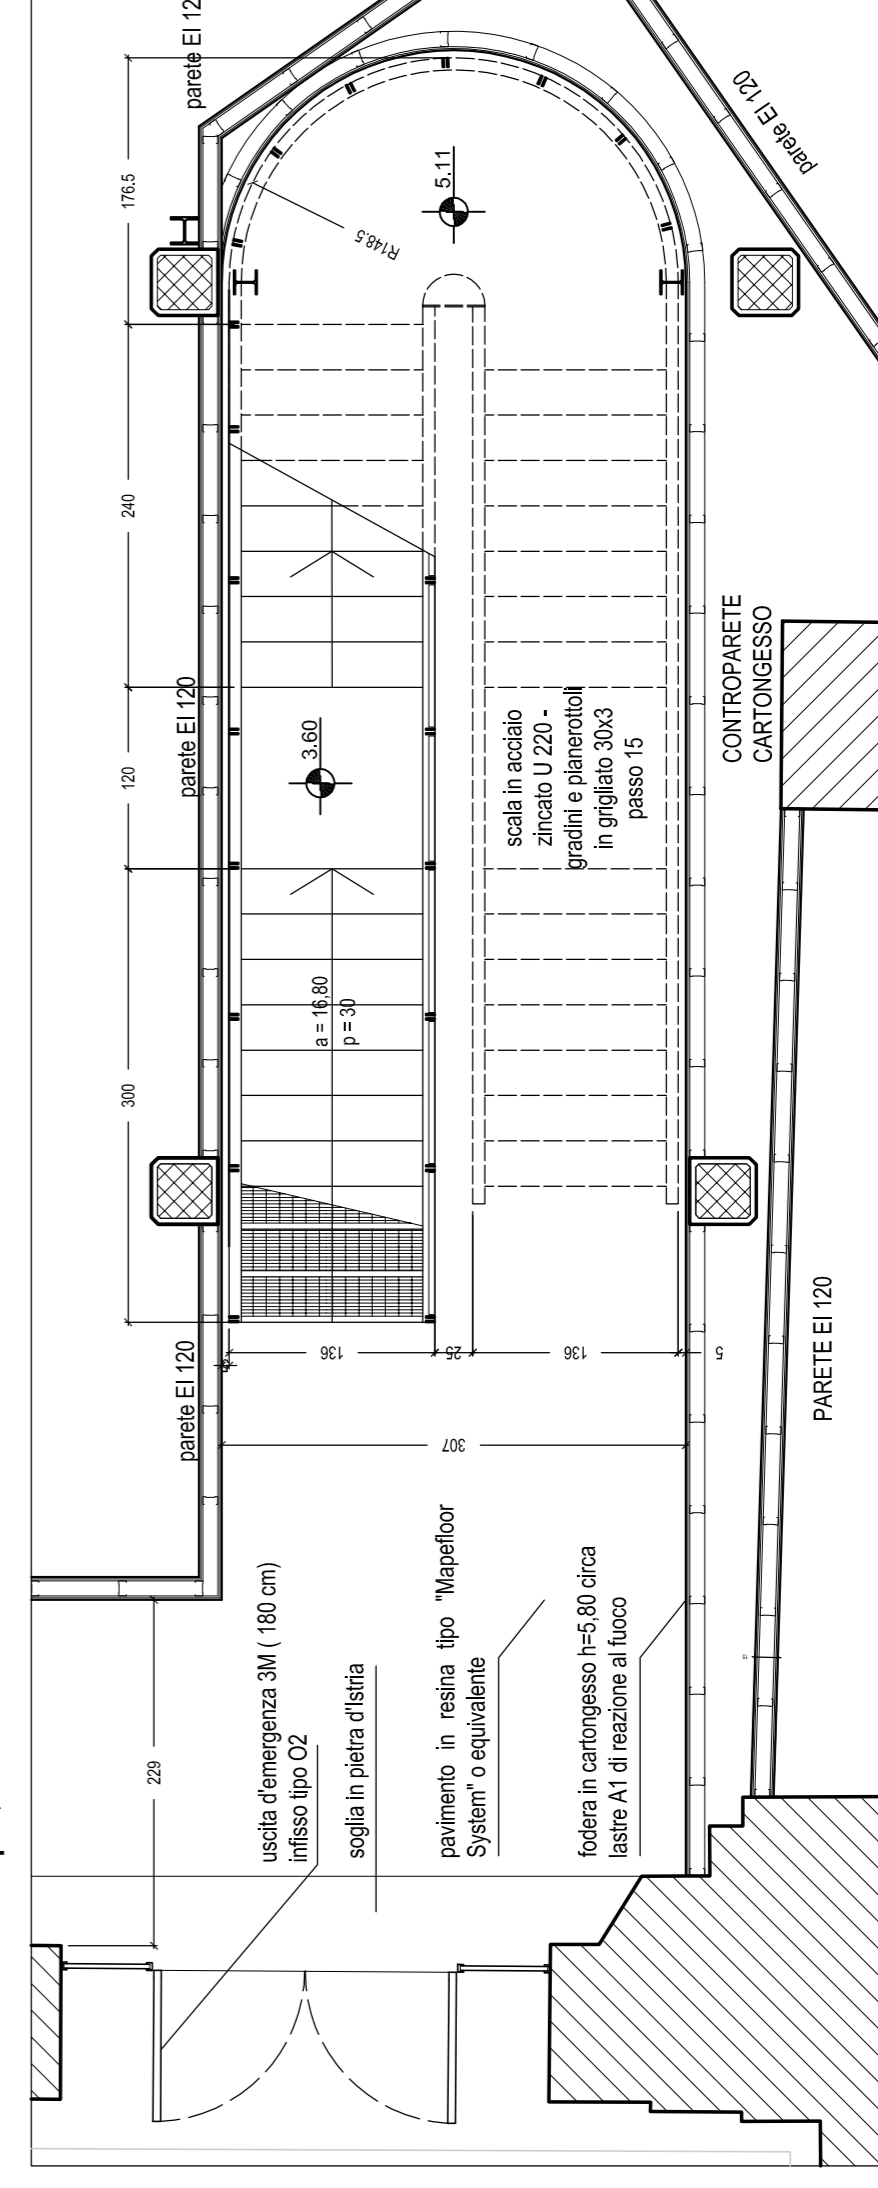 parete EI 12
parete EI 120
176.5
5.11
R148.5
240
CONTROPARETE
CARTONGESSO
parete EI 120
120
3.60
scala in acciaio
zincato U 220 -
gradini e pianerottoli
in grigliato 30x3
passo 15
a = 16,80
p = 30
300
parete EI 120
136
25
136
5
307
PARETE EI 120
uscita d'emergenza 3M ( 180 cm)
infisso tipo O2
soglia in pietra d'Istria
pavimento in resina tipo "Mapefloor
System" o equivalente
fodera in cartongesso h=5,80 circa
lastre A1 di reazione al fuoco
15
229